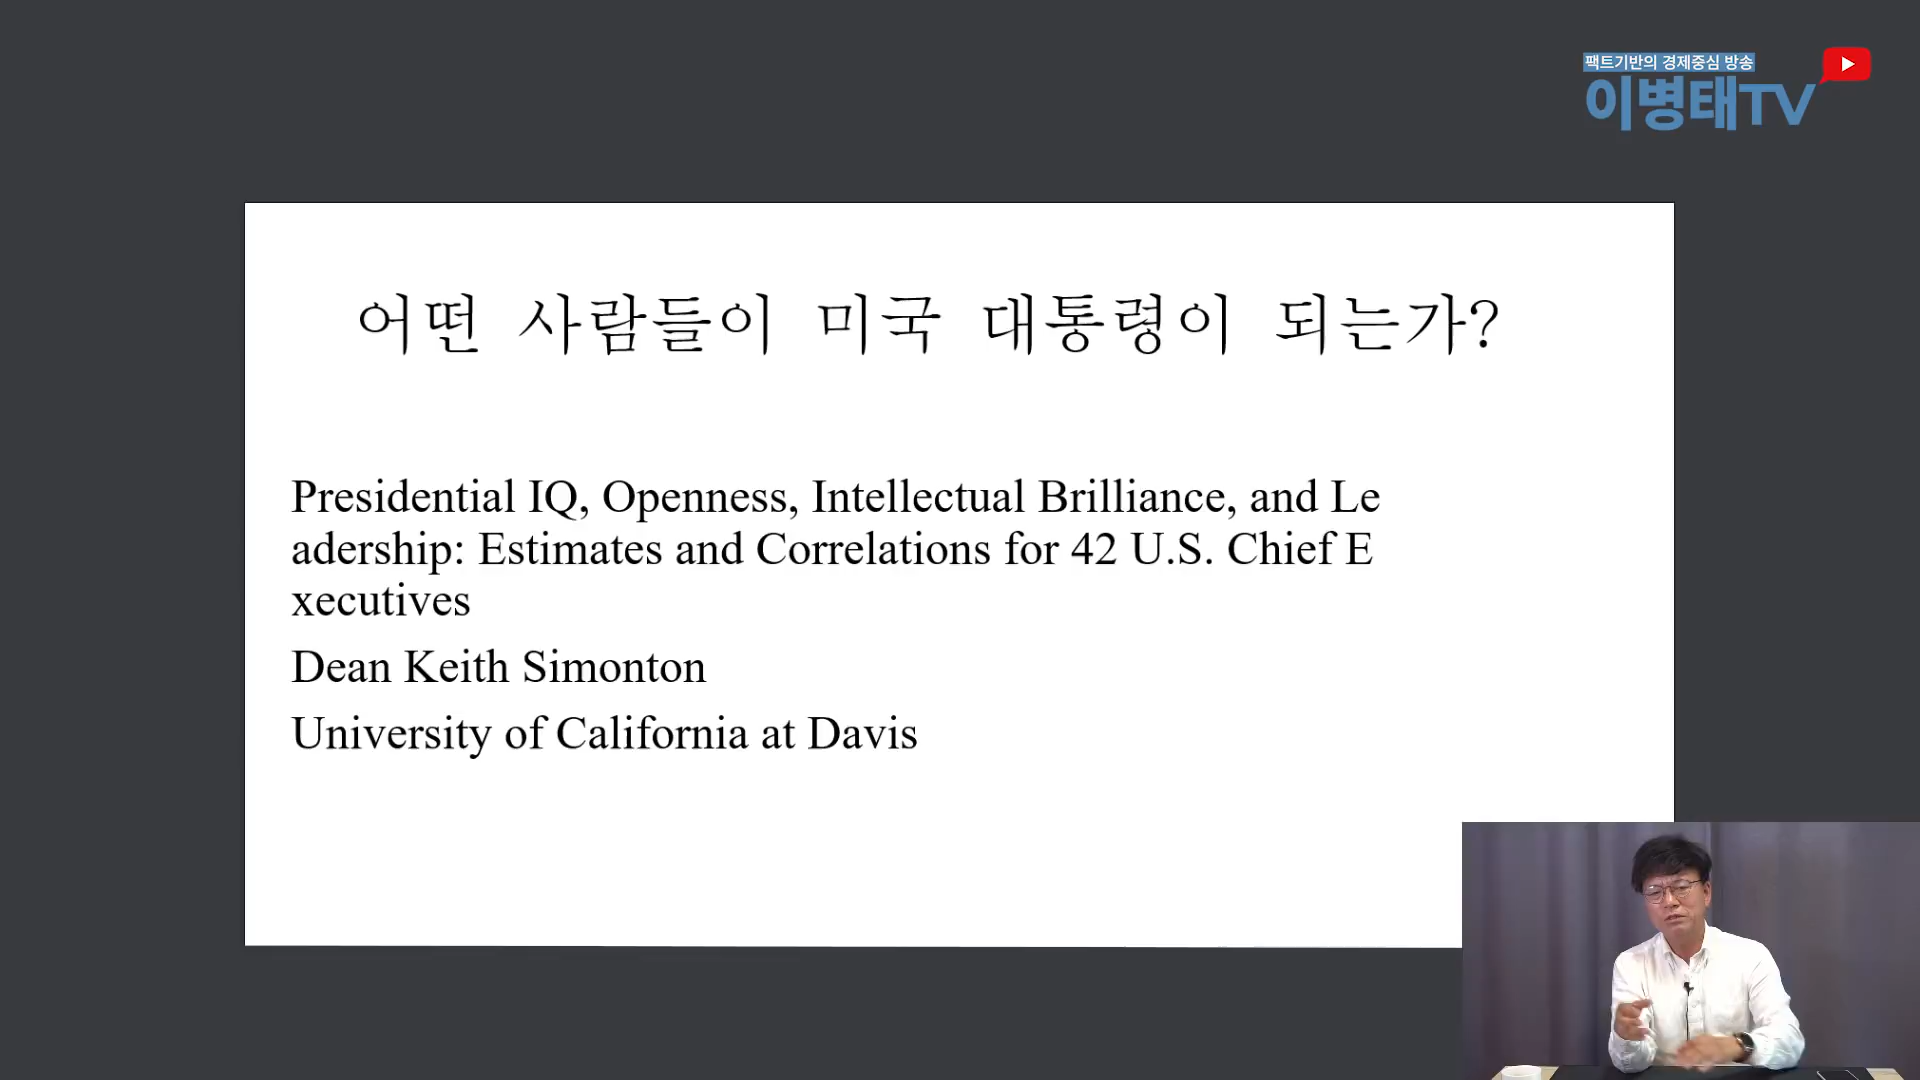 팩트기반의 경제중심 방송
이병태TV
어떤 사람들이 미국 대통령이 되는가?
Presidential IQ, Openness, Intellectual Brilliance, and Le
adership: Estimates and Correlations for 42 U.S. Chief E
xecutives
Dean Keith Simonton
University of California at Davis